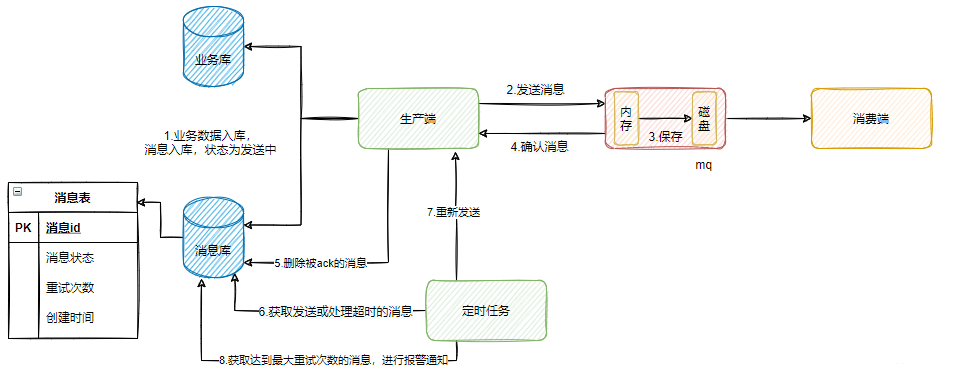 业务库
1.业务数据入库，
消息入库，状态为发送中
生产端
2.发送消息
内
存
磁
盘
3.保存
4.确认消息
mq
消费端
消息表
PK
消息id
消息状态
重试次数
创建时间
消息库
5.删除被ack的消息
7.重新发送
6.获取发送或处理超时的消息
定时任务
8.获取达到最大重试次数的消息，进行报警通知